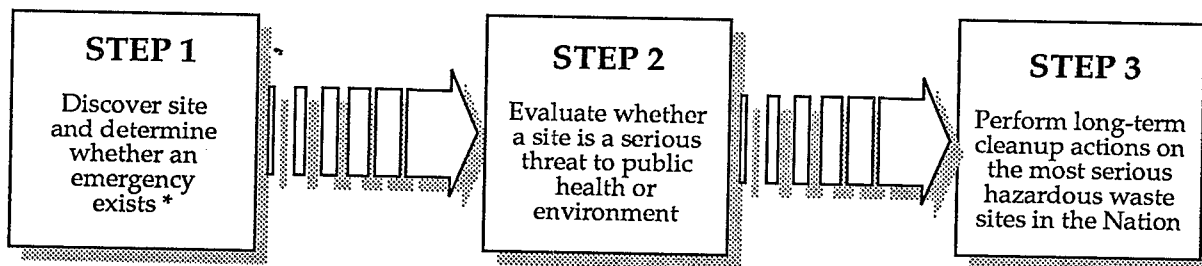 STEP 1
Discover site
and determine
whether an
emergency
exists *
STEP 2
Evaluate whether
a site is a serious
threat to public
health or
environment
STEP 3
Perform long-term
cleanup actions on
the most serious
hazardous waste
sites in the Nation